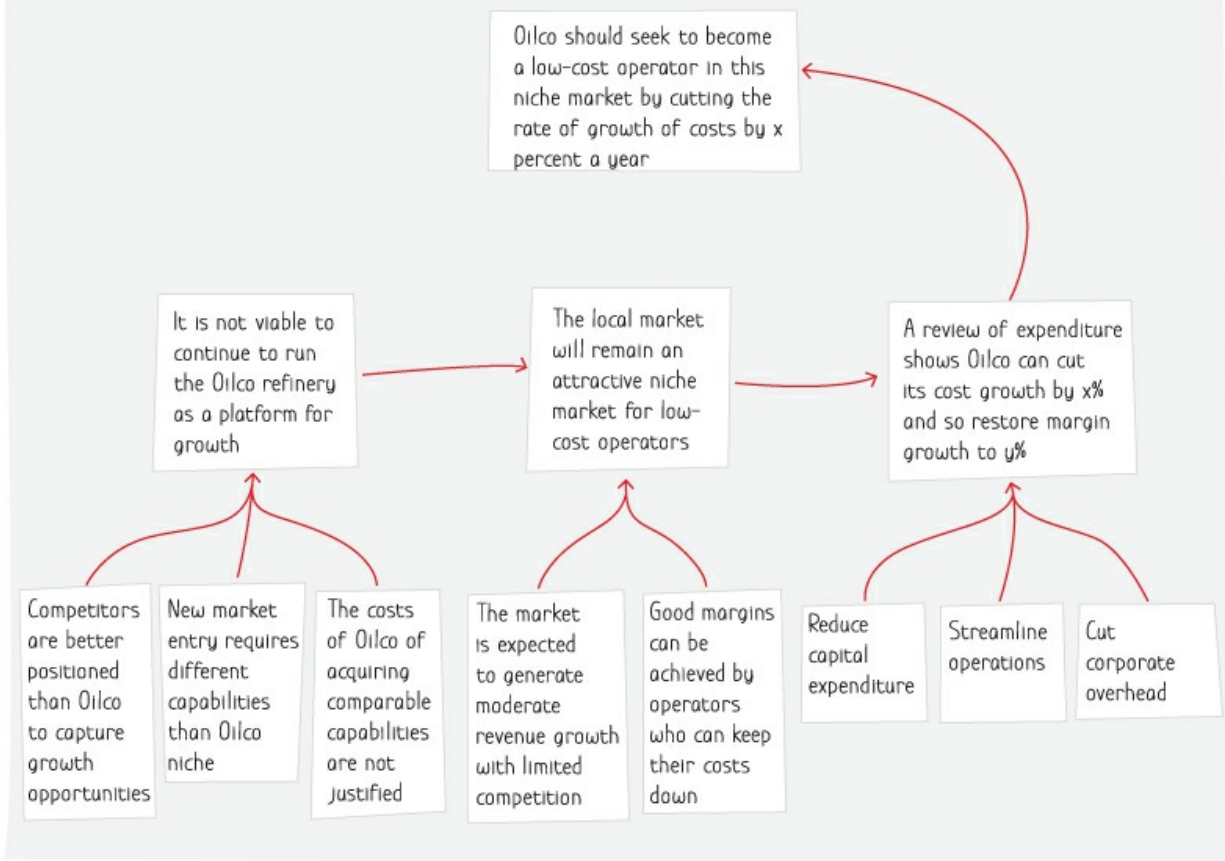 Oilco should seek to become
a low-cost operator in this
niche market by cutting the
rate of growth of costs by x
percent a year
It is not viable to
continue to run
the Oilco refinery
as a platform for
growth
The local market
will remain an
attractive niche
market for low-
cost operators
A review of expenditure
shows Oilco can cut
its cost growth by x%
and so restore margin
growth to y%
Competitors
are better
positioned
than Oilco
to capture
growth
opportunities
New market
entry requires
different
capabilities
than Oilco
niche
The costs
of Oilco of
acquiring
comparable
capabilities
are not
justified
The market
is expected
to generate
moderate
revenue growth
with limited
competition
Good margins
can be
achieved by
operators
who can keep
their costs
down
Reduce
capital
expenditure
Streamline
operations
Cut
corporate
overhead